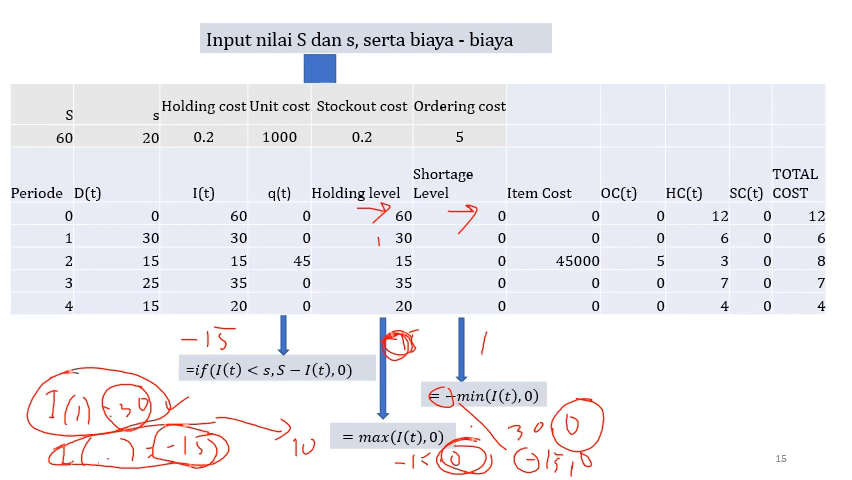 Input nilai S dan s, serta biaya - biaya
S s Holding cost Unit cost Stockout cost Ordering cost
60 20 0.2 1000 0.2 5
Periode D(t) I(t) q(t) Holding level Shortage Level Item Cost OC(t) HC(t) SC(t) TOTAL COST
0 0 60 0 60 0 0 0 12 0 12
1 30 30 0 30 0 0 0 6 0 6
2 15 15 45 15 0 45000 5 3 0 8
3 25 35 0 35 0 0 0 7 0 7
4 15 20 0 20 0 0 0 4 0 4
-15
1
=if(I(t) < s, S − I(t), 0)
= −min(I(t), 0)
I(1) = 30
30, 0
= max(I(t), 0)
10
-15
0
-15, 0
15